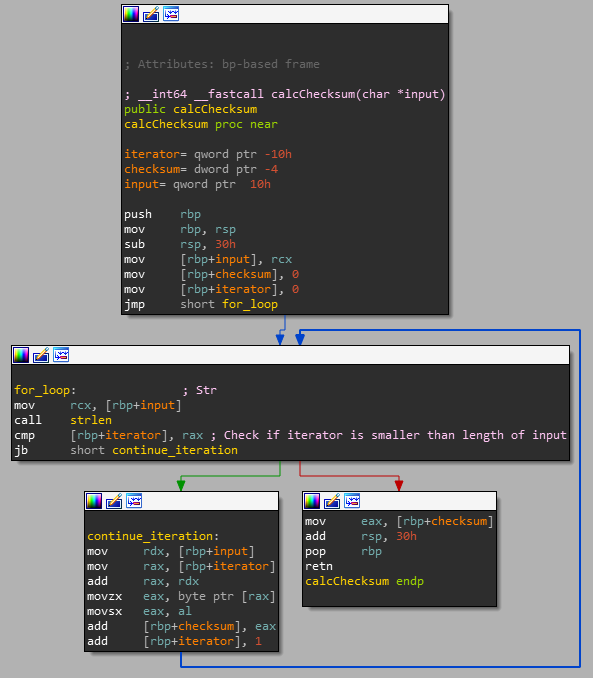 ; Attributes: bp-based frame
; __int64 __fastcall calcChecksum(char *input)
public calcChecksum
calcChecksum proc near
iterator= qword ptr -10h
checksum= dword ptr -4
input= qword ptr  10h
push    rbp
mov     rbp, rsp
sub     rsp, 30h
mov     [rbp+input], rcx
mov     [rbp+checksum], 0
mov     [rbp+iterator], 0
jmp     short for_loop
for_loop:               ; Str
mov     rcx, [rbp+input]
call    strlen
cmp     [rbp+iterator], rax ; Check if iterator is smaller than length of input
jb      short continue_iteration
continue_iteration:
mov     rdx, [rbp+input]
mov     rax, [rbp+iterator]
add     rax, rdx
movzx   eax, byte ptr [rax]
movsx   eax, al
add     [rbp+checksum], eax
add     [rbp+iterator], 1
mov     eax, [rbp+checksum]
add     rsp, 30h
pop     rbp
retn
calcChecksum endp